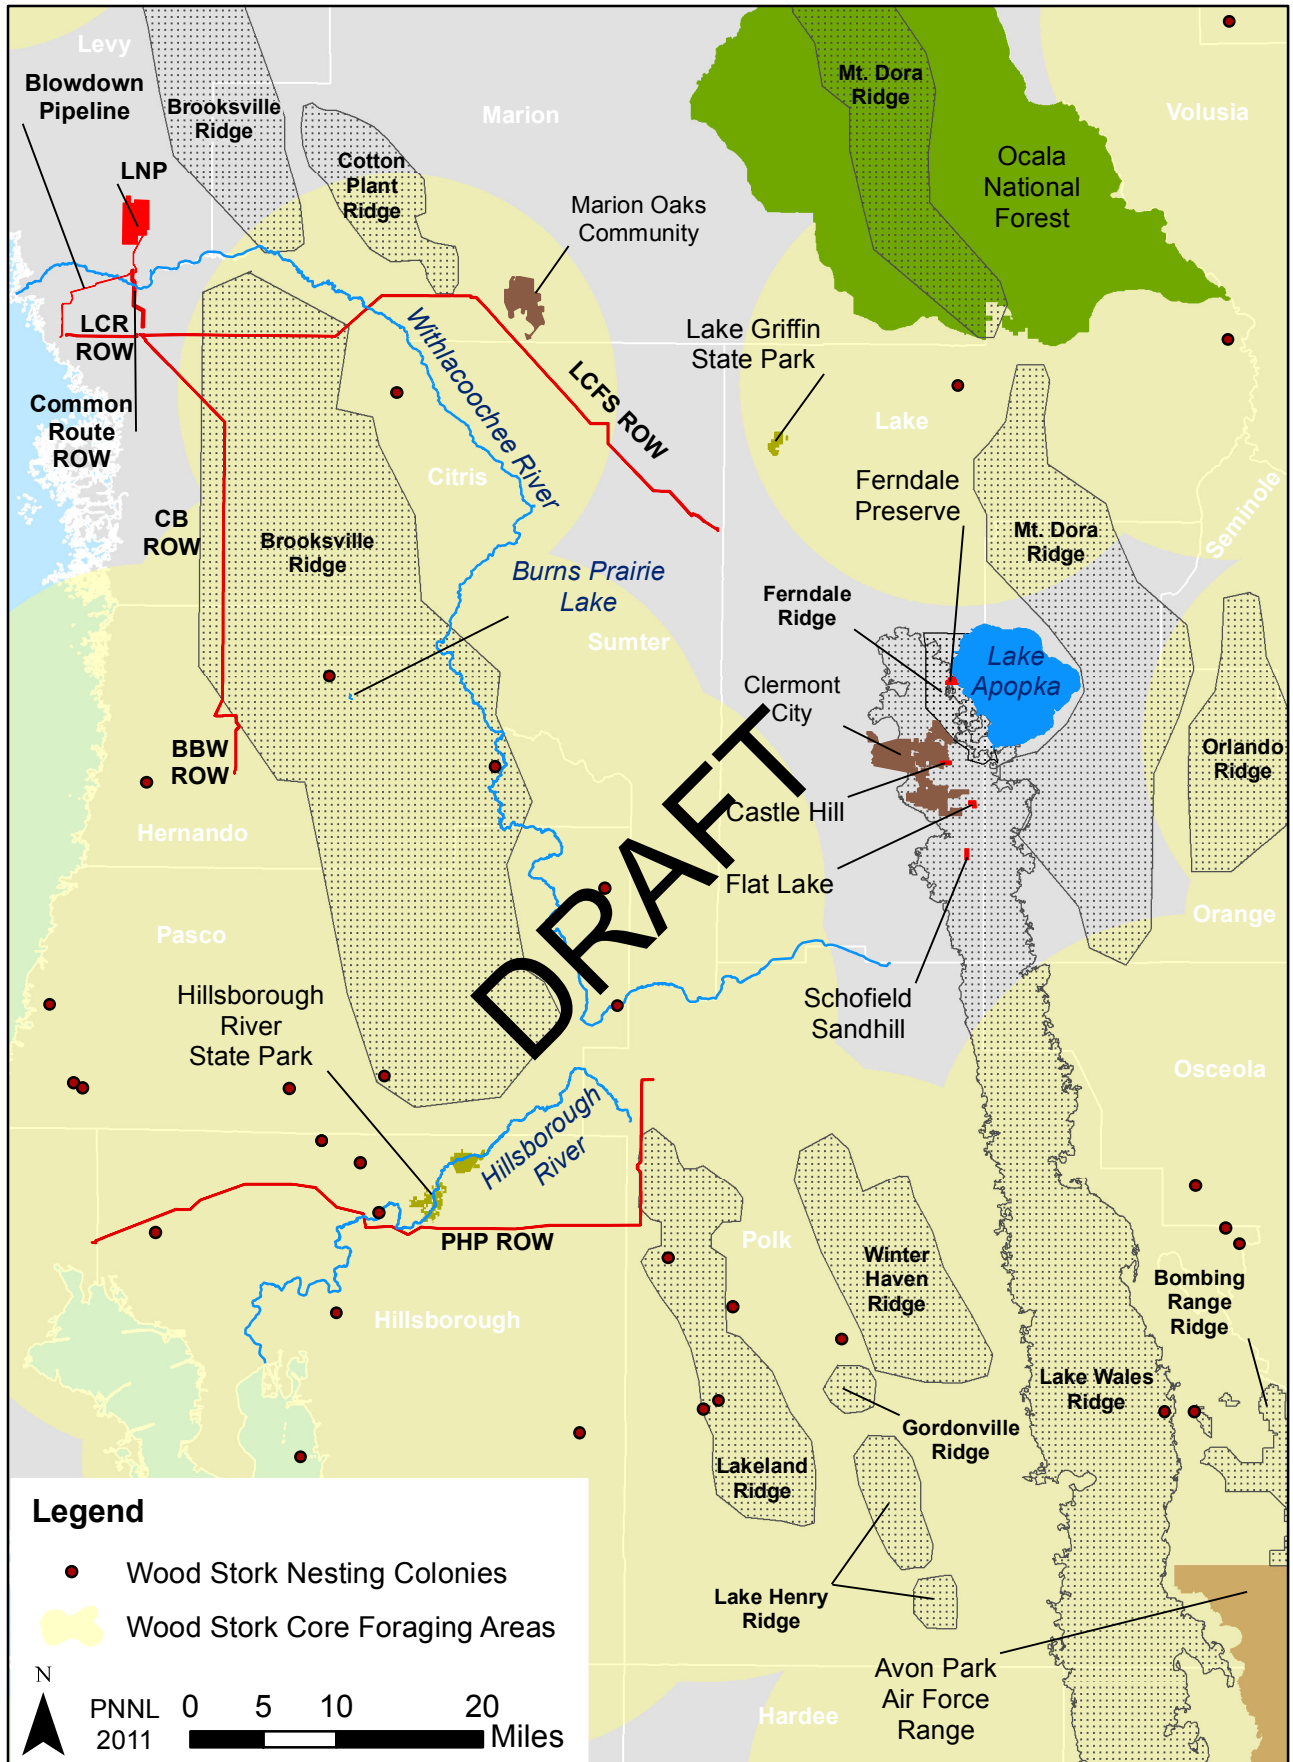 Levy
Blowdown
Pipeline
Brooksville
Ridge
Marion
Mt. Dora
Ridge
Volusia
LNP
Cotton
Plant
Ridge
Ocala
National
Forest
Marion Oaks
Community
LCR
ROW
Withlacoochee River
Lake Griffin
State Park
LCFS ROW
Common
Route
ROW
Lake
Citris
Ferndale
Preserve
CB
ROW
Brooksville
Ridge
Mt. Dora
Ridge
Seminole
Burns Prairie
Lake
Ferndale
Ridge
Sumter
Lake
Apopka
Clermont
City
BBW
ROW
Orlando
Ridge
Hernando
Castle Hill
DRAFT
Flat Lake
Orange
Pasco
Hillsborough
River
State Park
Schofield
Sandhill
Osceola
Hillsborough
River
PHP ROW
Polk
Winter
Haven
Ridge
Bombing
Range
Ridge
Hillsborough
Lake Wales
Ridge
Gordonville
Ridge
Lakeland
Ridge
Legend
Wood Stork Nesting Colonies
Wood Stork Core Foraging Areas
Lake Henry
Ridge
Avon Park
Air Force
Range
Hardee
N
PNNL
2011
0 5 10 20
Miles